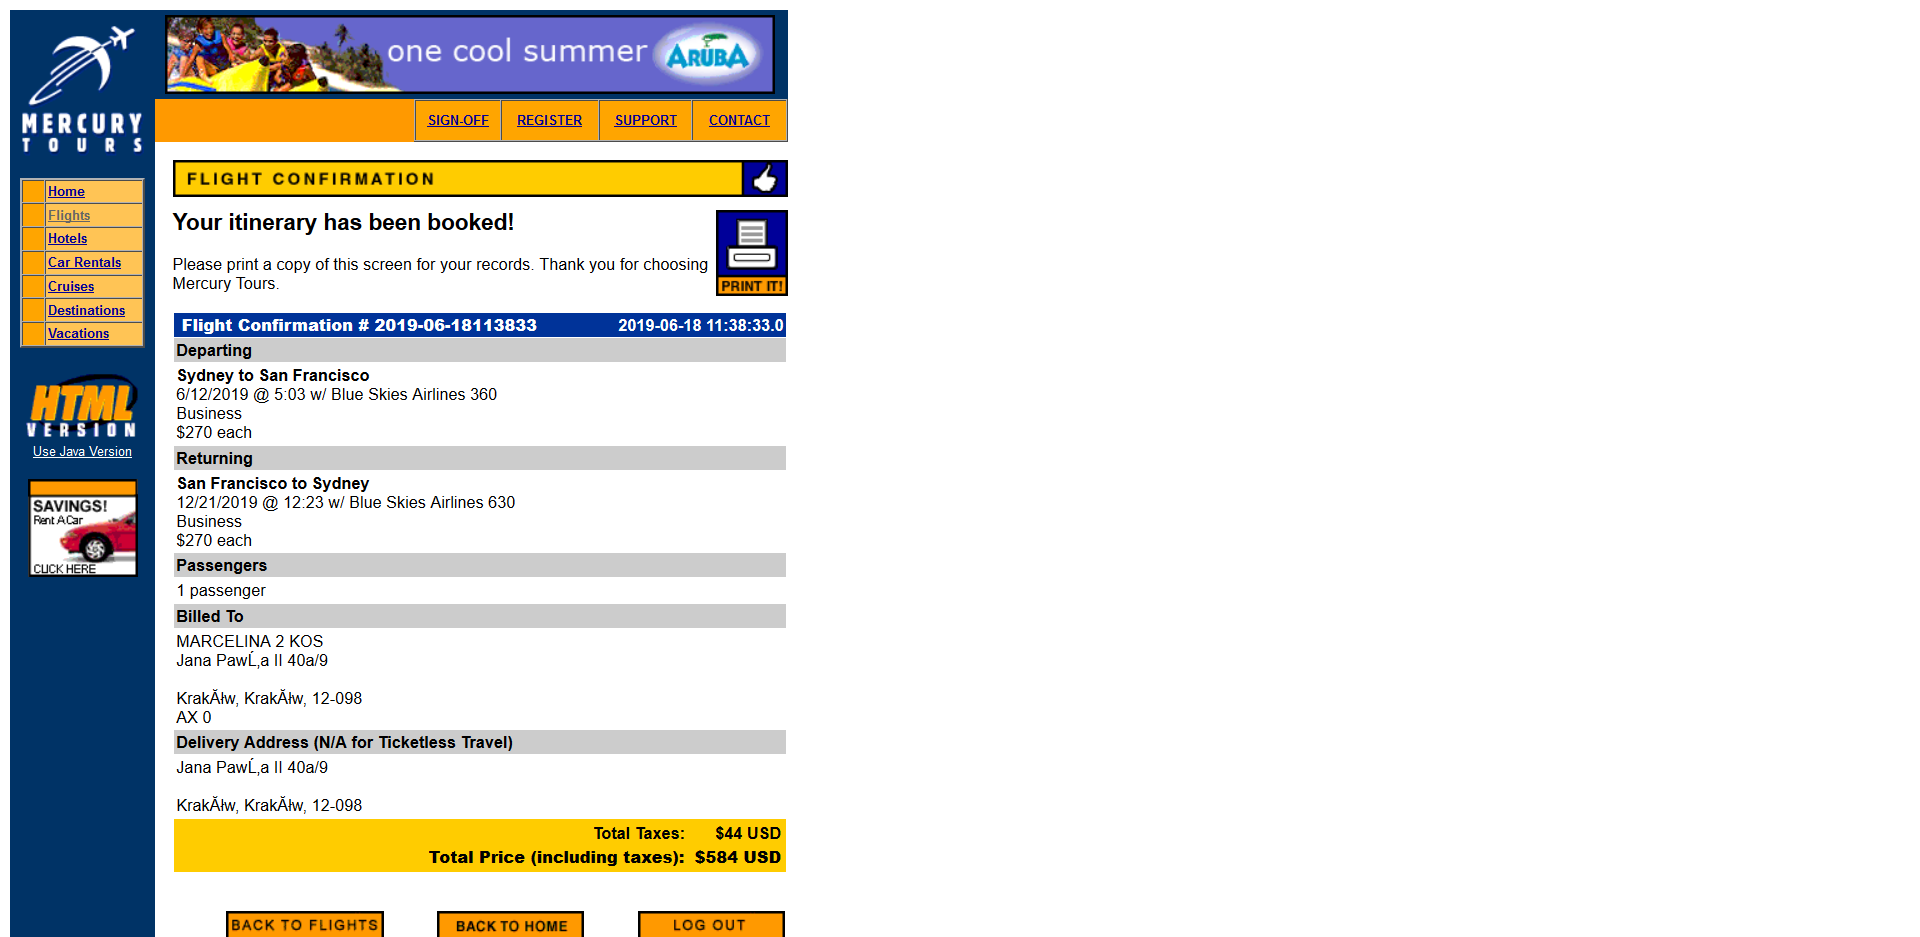 one cool summer ARUBA
MERCURY
TOURS
SIGN-OFF REGISTER SUPPORT CONTACT
Home
Flights
Hotels
Car Rentals
Cruises
Destinations
Vacations
HTML
VERSION
Use Java Version
SAVINGS!
Rent A Car
CLICK HERE
FLIGHT CONFIRMATION
Your itinerary has been booked!
Please print a copy of this screen for your records. Thank you for choosing
Mercury Tours.
PRINT IT!
Flight Confirmation # 2019-06-18113833 2019-06-18 11:38:33.0
Departing
Sydney to San Francisco
6/12/2019 @ 5:03 w/ Blue Skies Airlines 360
Business
$270 each
Returning
San Francisco to Sydney
12/21/2019 @ 12:23 w/ Blue Skies Airlines 630
Business
$270 each
Passengers
1 passenger
Billed To
MARCELINA 2 KOS
Jana PawĹ‚a II 40a/9
KrakĂłw, KrakĂłw, 12-098
AX 0
Delivery Address (N/A for Ticketless Travel)
Jana PawĹ‚a II 40a/9
KrakĂłw, KrakĂłw, 12-098
Total Taxes: $44 USD
Total Price (including taxes): $584 USD
BACK TO FLIGHTS BACK TO HOME LOG OUT